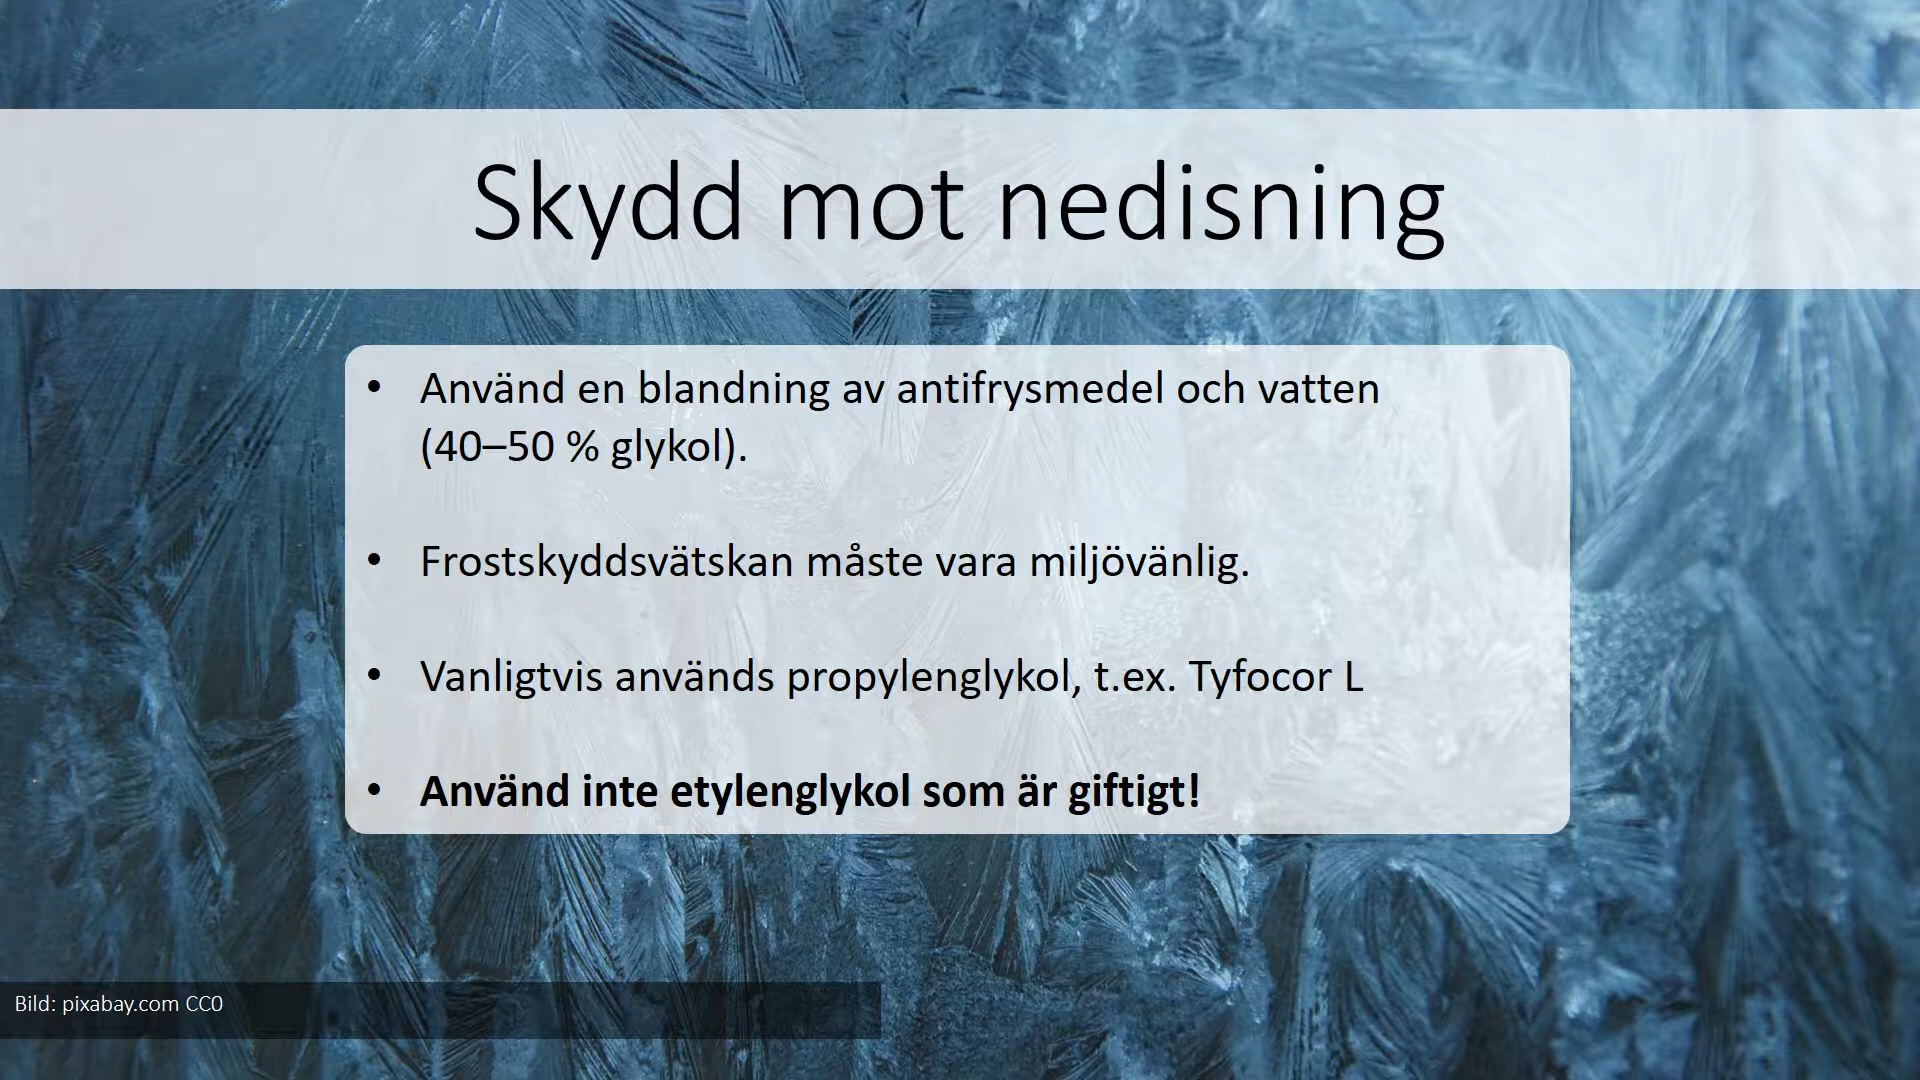 Skydd mot nedisning
• Använd en blandning av antifrysmedel och vatten
(40–50 % glykol).
• Frostskyddsvätskan måste vara miljövänlig.
• Vanligtvis används propylenglykol, t.ex. Tyfocor L
• Använd inte etylenglykol som är giftigt!
Bild: pixabay.com CC0